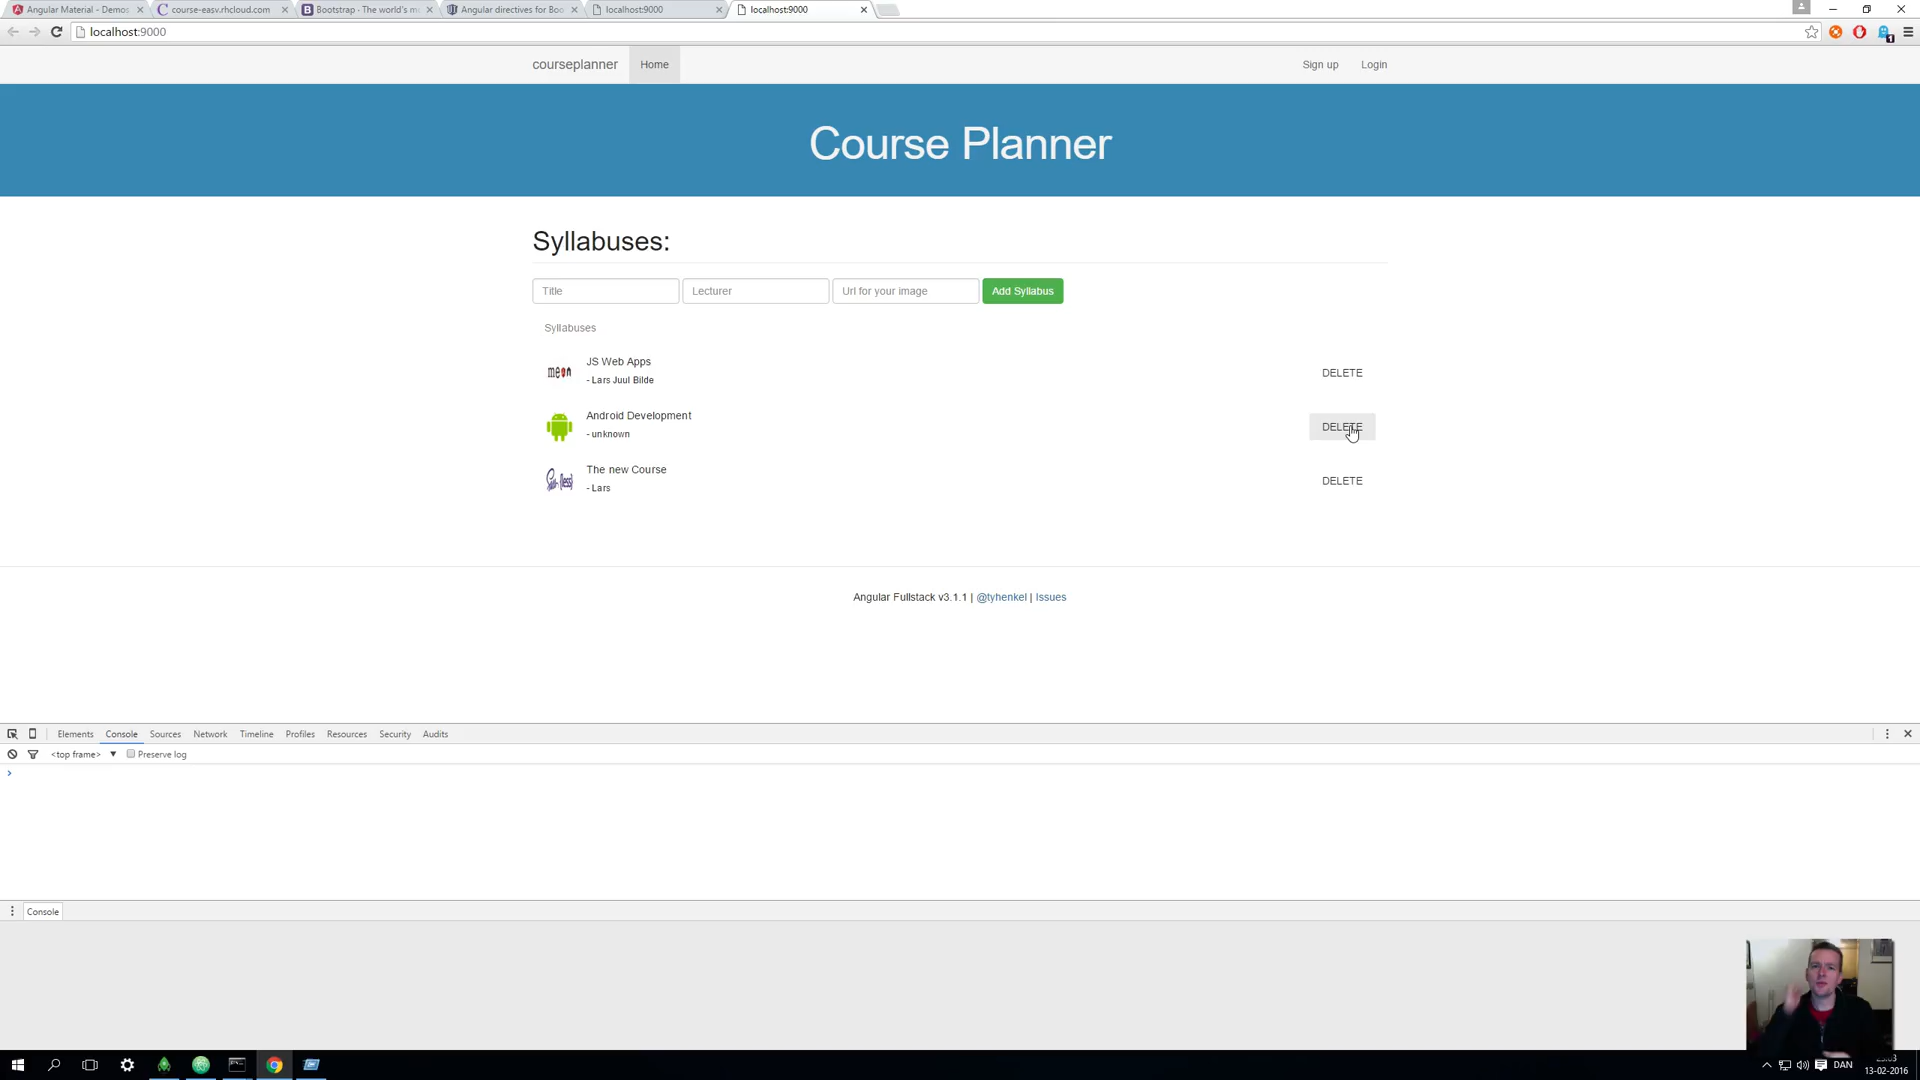 Angular Material - Demos
course-easv.rhcloud.com
Bootstrap · The world's m
Angular directives for Boo
localhost:9000
localhost:9000
localhost:9000
1
courseplanner
Home
Sign up
Login
Course Planner
Syllabuses:
Title
Lecturer
Url for your image
Add Syllabus
Syllabuses
JS Web Apps
- Lars Juul Bilde
DELETE
Android Development
- unknown
DELETE
The new Course
- Lars
DELETE
Angular Fullstack v3.1.1 | @tyhenkel | Issues
Elements
Console
Sources
Network
Timeline
Profiles
Resources
Security
Audits
<top frame>
Preserve log
Console
DAN
13-02-2016